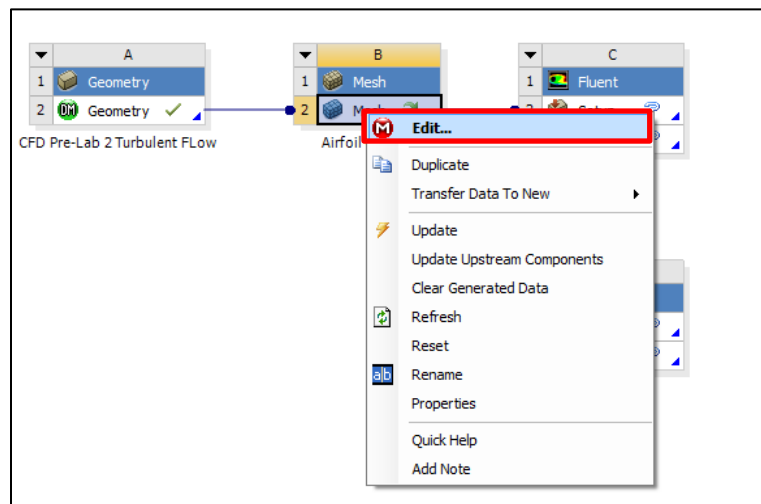 A
1 Geometry
2 DM Geometry
CFD Pre-Lab 2 Turbulent FLow
B
1 Mesh
2
Airfoil
C
1 Fluent
Edit...
Duplicate
Transfer Data To New
Update
Update Upstream Components
Clear Generated Data
Refresh
Reset
a|b Rename
Properties
Quick Help
Add Note